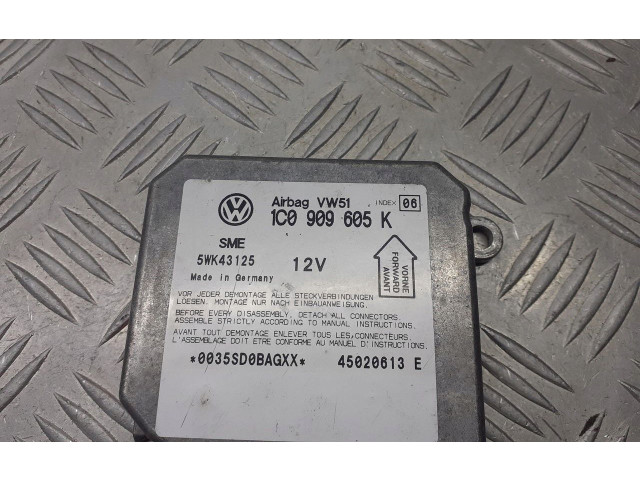 Airbag VW51 INDEX 06
1C0 909 605 K
SME
5WK43125 12V
Made in Germany
VORNE
FORWARD
AVANT
VOR JEDER DEMONTAGE ALLE STECKVERBINDUNGEN
LOESEN. MONTAGE NUR NACH EINBAUANWEISUNG.
BEFORE EVERY DISASSEMBLY, DETACH ALL CONNECTORS.
ASSEMBLE STRICTLY ACCORDING TO MANUAL INSTRUCTIONS.
AVANT TOUT DEMONTAGE ENLEVER TOUS LES CONNECTEURS.
L'ASSEMBLAGE DOIT ETRE CONFORME AU MANUEL D'INSTRUCTIONS.
*0035SD0BAGXX* 45020613 E